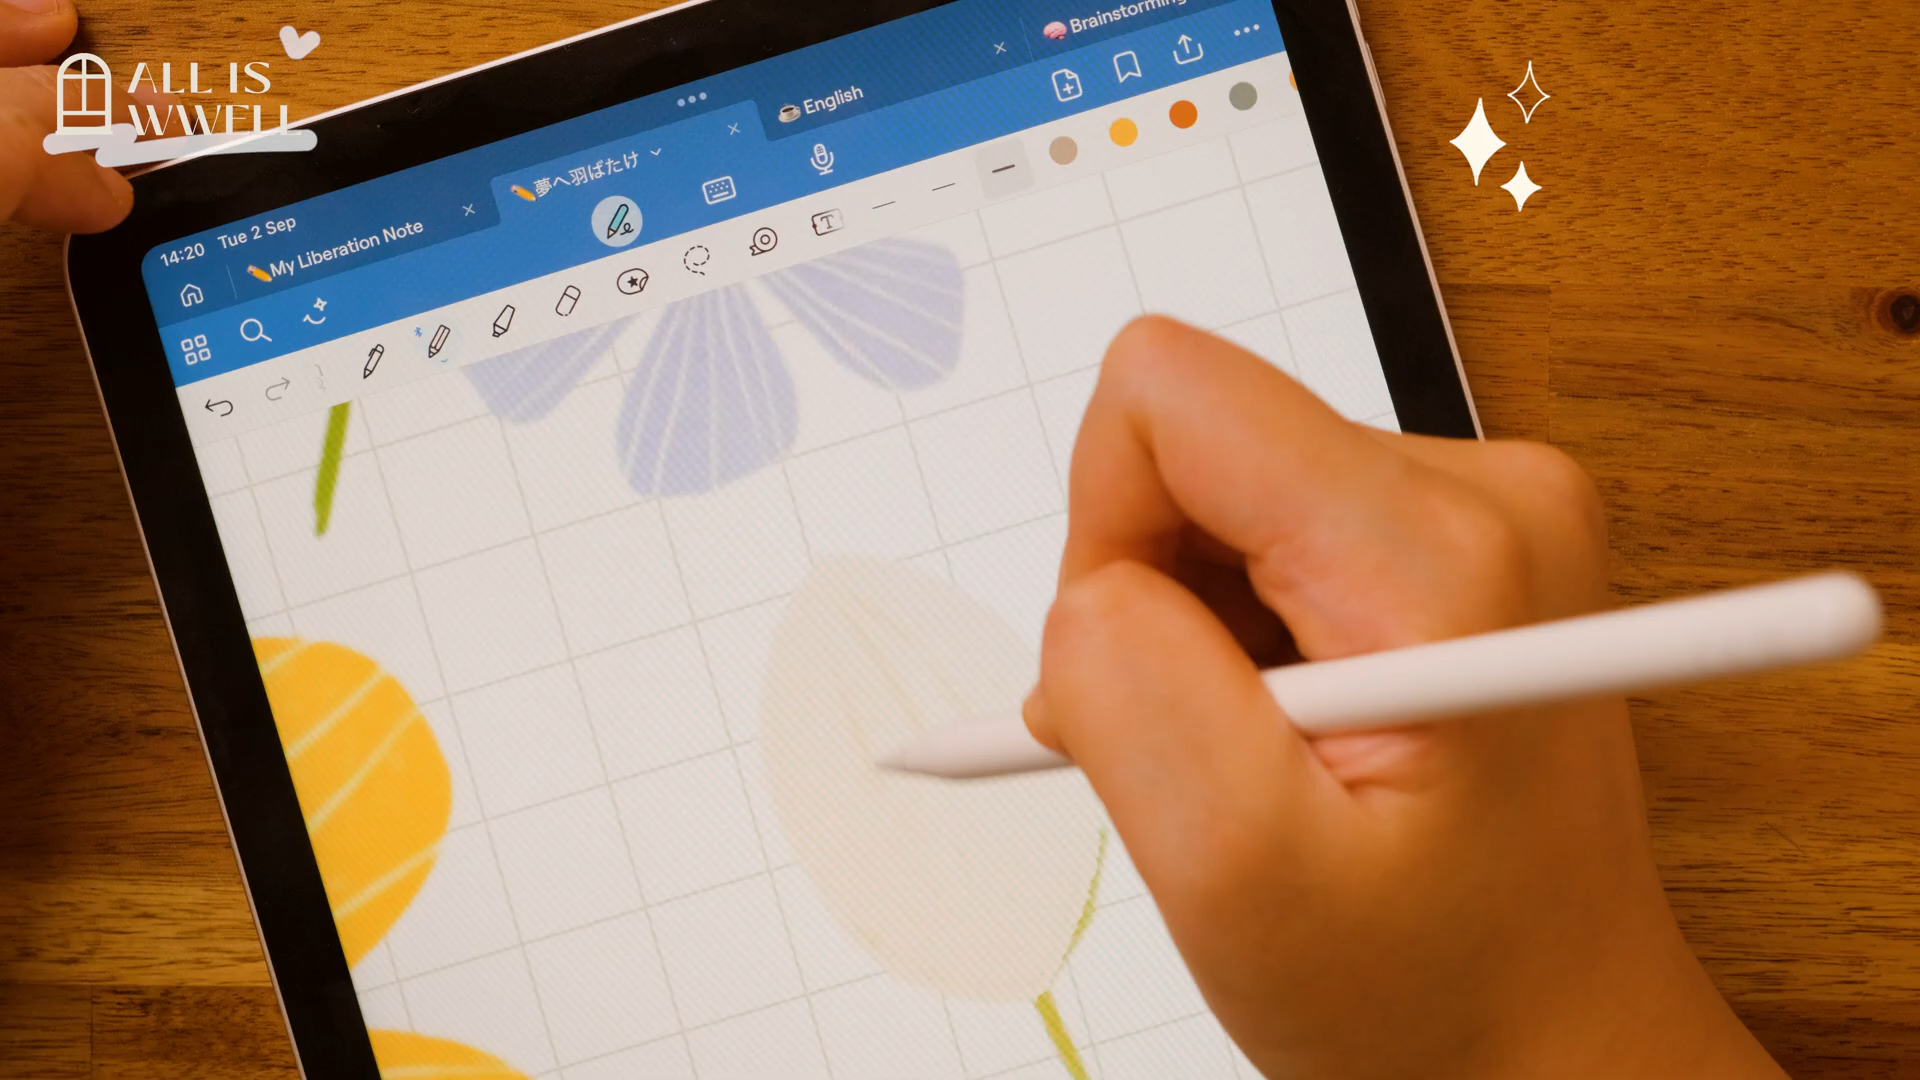 ALL IS
WWELL
14:20 Tue 2 Sep
My Liberation Note
夢へ羽ばたけ
English
Brainstorming
T